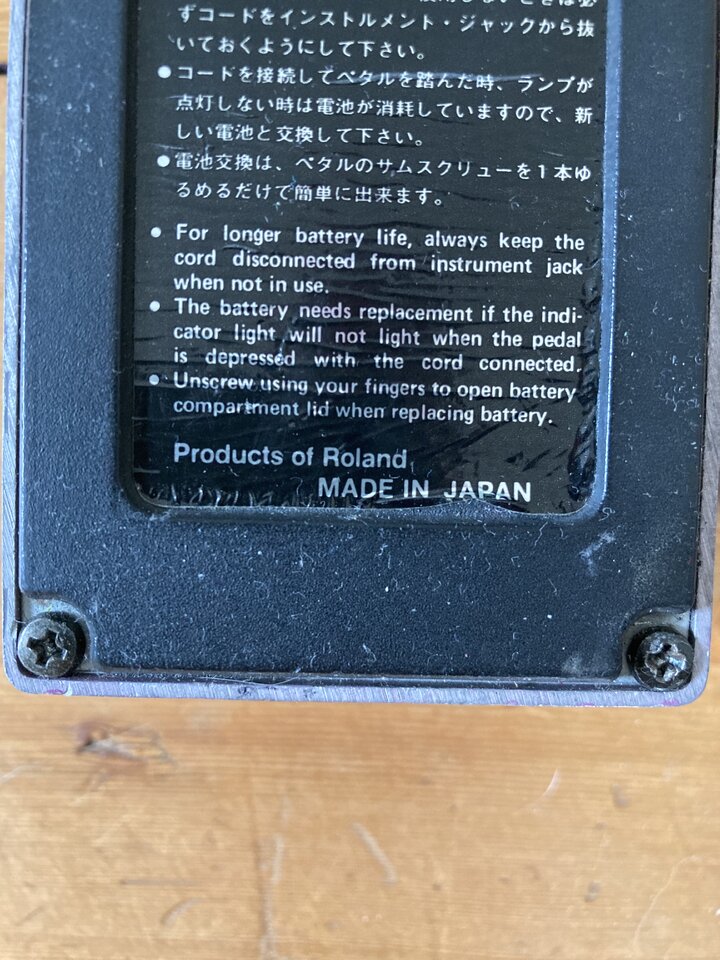 ずコードをインストルメント・ジャックから抜
いておくようにして下さい。
●コードを接続してペタルを踏んだ時、ランプが
点灯しない時は電池が消耗していますので、新
しい電池と交換して下さい。
●電池交換は、ペタルのサムスクリューを1本ゆ
るめるだけで簡単に出来ます。
● For longer battery life, always keep the
cord disconnected from instrument jack
when not in use.
● The battery needs replacement if the indi-
cator light will not light when the pedal
is depressed with the cord connected.
● Unscrew using your fingers to open battery
compartment lid when replacing battery.
Products of Roland
MADE IN JAPAN